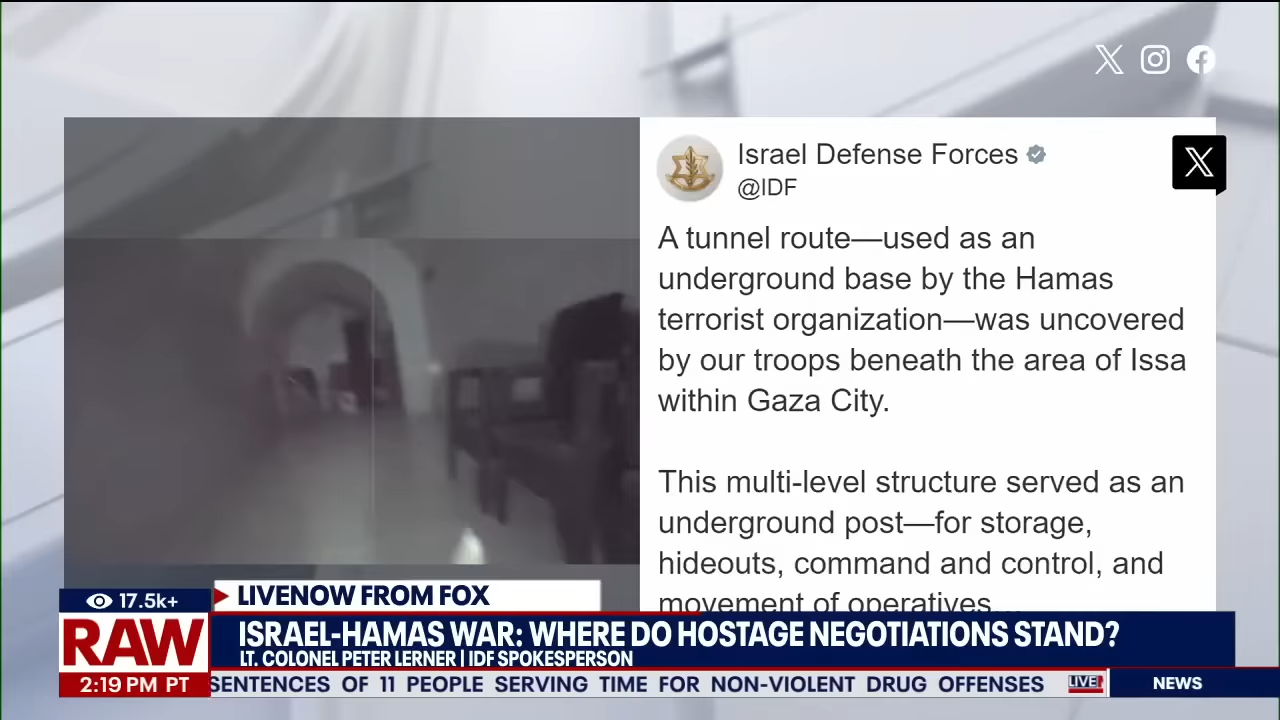 Israel Defense Forces
@IDF
A tunnel route—used as an
underground base by the Hamas
terrorist organization—was uncovered
by our troops beneath the area of Issa
within Gaza City.
This multi-level structure served as an
underground post—for storage,
hideouts, command and control, and
movement of operatives...
17.5k+
LIVENOW FROM FOX
RAW
ISRAEL-HAMAS WAR: WHERE DO HOSTAGE NEGOTIATIONS STAND?
LT. COLONEL PETER LERNER | IDF SPOKESPERSON
2:19 PM PT
SENTENCES OF 11 PEOPLE SERVING TIME FOR NON-VIOLENT DRUG OFFENSES
LIVE
NEWS